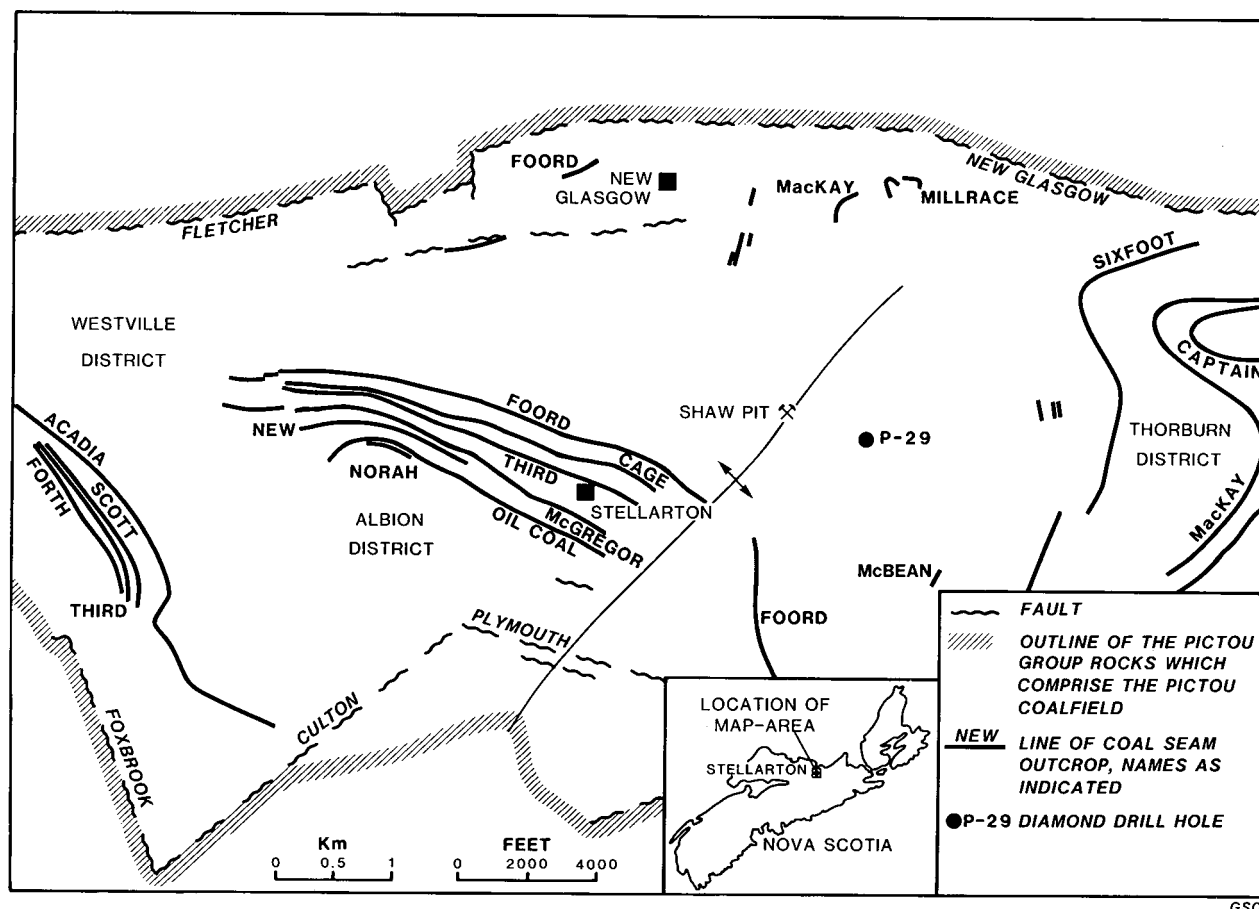 FOORD
NEW
GLASGOW
MacKAY
MILLRACE
NEW GLASGOW
FLETCHER
SIXFOOT
WESTVILLE
DISTRICT
CAPTAIN
SHAW PIT
P-29
FOORD
CAGE
THIRD
NEW
NORAH
STELLARTON
McGREGOR
OIL COAL
ALBION
DISTRICT
THORBURN
DISTRICT
MacKAY
ACADIA
SCOTT
FORTH
THIRD
McBEAN
FOORD
PLYMOUTH
CULTON
FOXBROOK
Km
0 0.5 1
FEET
0 2000 4000
LOCATION OF
MAP-AREA
STELLARTON
NOVA SCOTIA
FAULT
OUTLINE OF THE PICTOU
GROUP ROCKS WHICH
COMPRISE THE PICTOU
COALFIELD
NEW
LINE OF COAL SEAM
OUTCROP, NAMES AS
INDICATED
P-29 DIAMOND DRILL HOLE
GSC